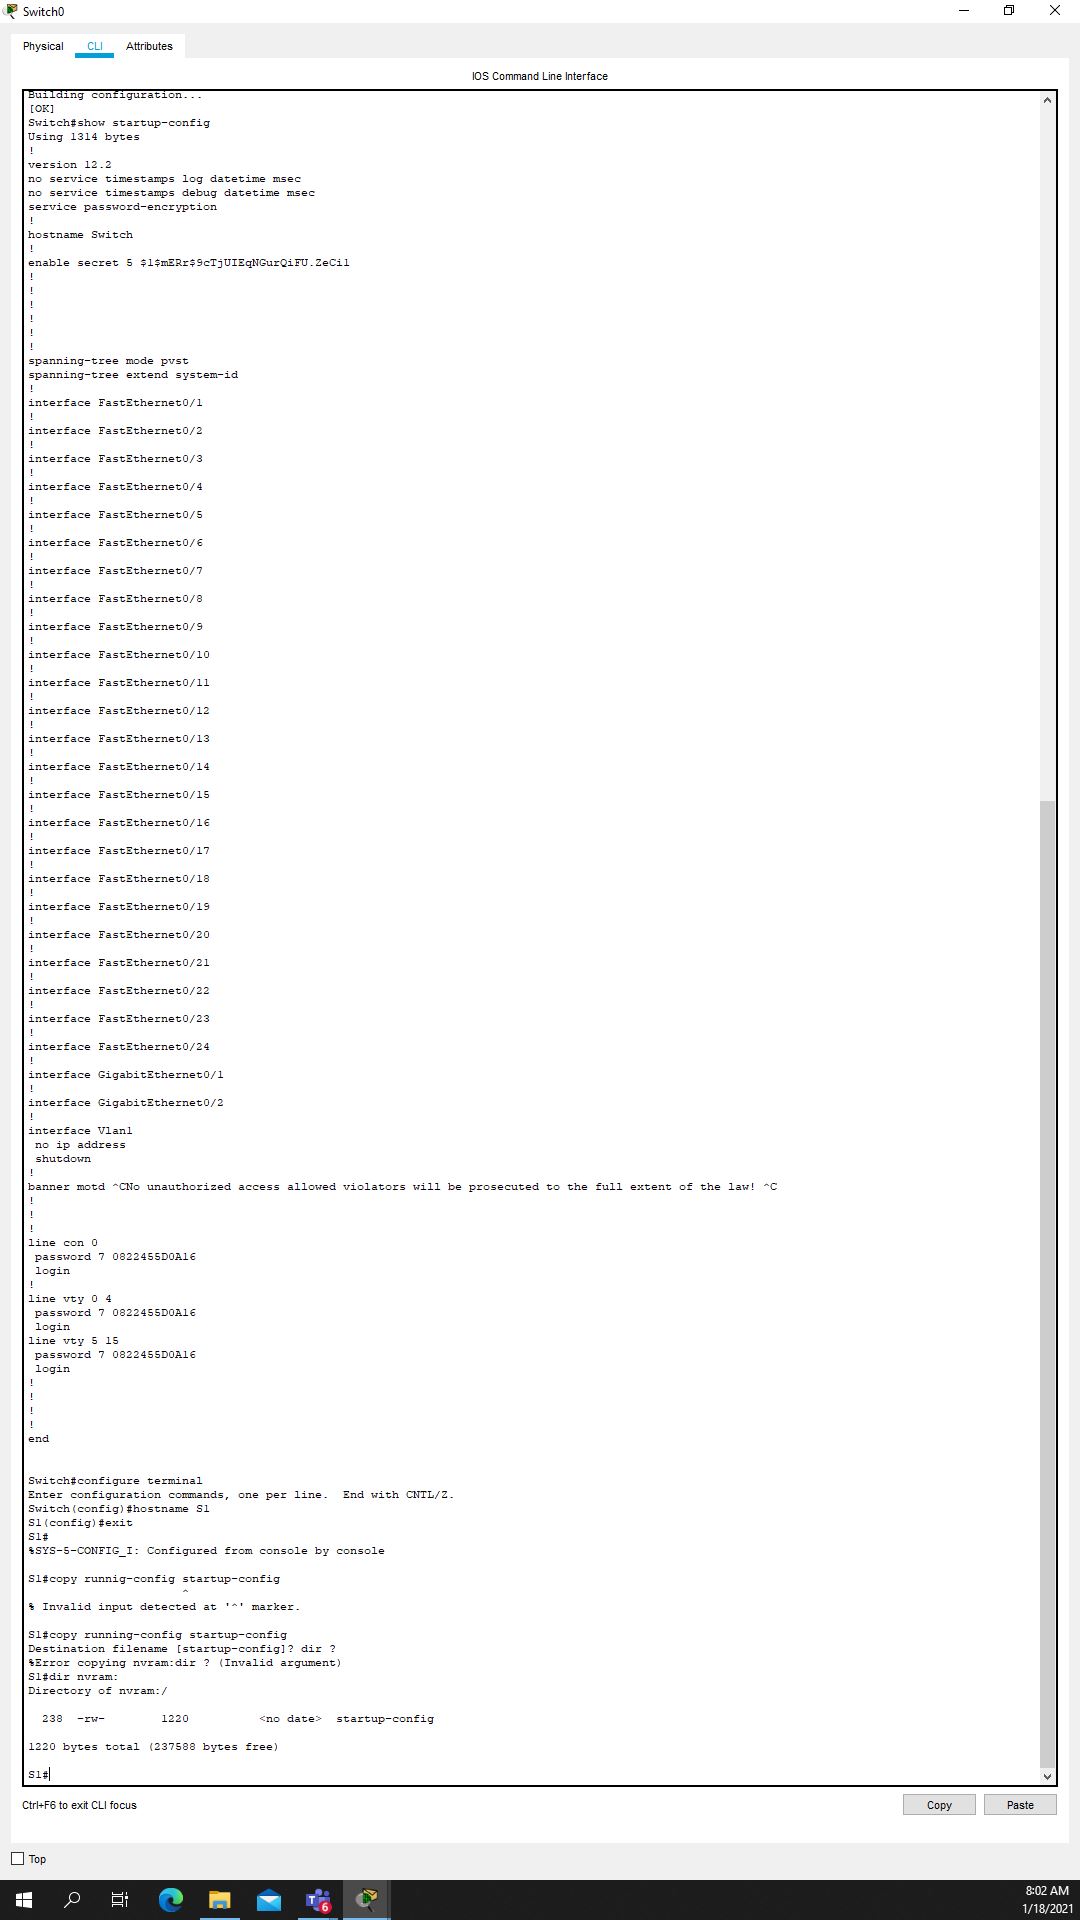 Switch0
Physical CLI Attributes
IOS Command Line Interface
Building configuration...
[OK]
Switch#show startup-config
Using 1314 bytes
!
version 12.2
no service timestamps log datetime msec
no service timestamps debug datetime msec
service password-encryption
!
hostname Switch
!
enable secret 5 $1$mERr$9cTjUIEqNGurQiFU.ZeCi1
!
!
!
!
!
!
spanning-tree mode pvst
spanning-tree extend system-id
!
interface FastEthernet0/1
!
interface FastEthernet0/2
!
interface FastEthernet0/3
!
interface FastEthernet0/4
!
interface FastEthernet0/5
!
interface FastEthernet0/6
!
interface FastEthernet0/7
!
interface FastEthernet0/8
!
interface FastEthernet0/9
!
interface FastEthernet0/10
!
interface FastEthernet0/11
!
interface FastEthernet0/12
!
interface FastEthernet0/13
!
interface FastEthernet0/14
!
interface FastEthernet0/15
!
interface FastEthernet0/16
!
interface FastEthernet0/17
!
interface FastEthernet0/18
!
interface FastEthernet0/19
!
interface FastEthernet0/20
!
interface FastEthernet0/21
!
interface FastEthernet0/22
!
interface FastEthernet0/23
!
interface FastEthernet0/24
!
interface GigabitEthernet0/1
!
interface GigabitEthernet0/2
!
interface Vlan1
no ip address
shutdown
!
banner motd ^CNo unauthorized access allowed violators will be prosecuted to the full extent of the law! ^C
!
!
!
line con 0
password 7 0822455D0A16
login
!
line vty 0 4
password 7 0822455D0A16
login
line vty 5 15
password 7 0822455D0A16
login
!
!
!
!
end
Switch#configure terminal
Enter configuration commands, one per line.  End with CNTL/Z.
Switch(config)#hostname S1
S1(config)#exit
S1#
%SYS-5-CONFIG_I: Configured from console by console
S1#copy runnig-config startup-config
^
% Invalid input detected at '^' marker.
S1#copy running-config startup-config
Destination filename [startup-config]? dir ?
%Error copying nvram:dir ? (Invalid argument)
S1#dir nvram:
Directory of nvram:/
238  -rw-        1220          <no date>  startup-config
1220 bytes total (237588 bytes free)
S1#
Ctrl+F6 to exit CLI focus
Copy Paste
Top
6
8:02 AM
1/18/2021